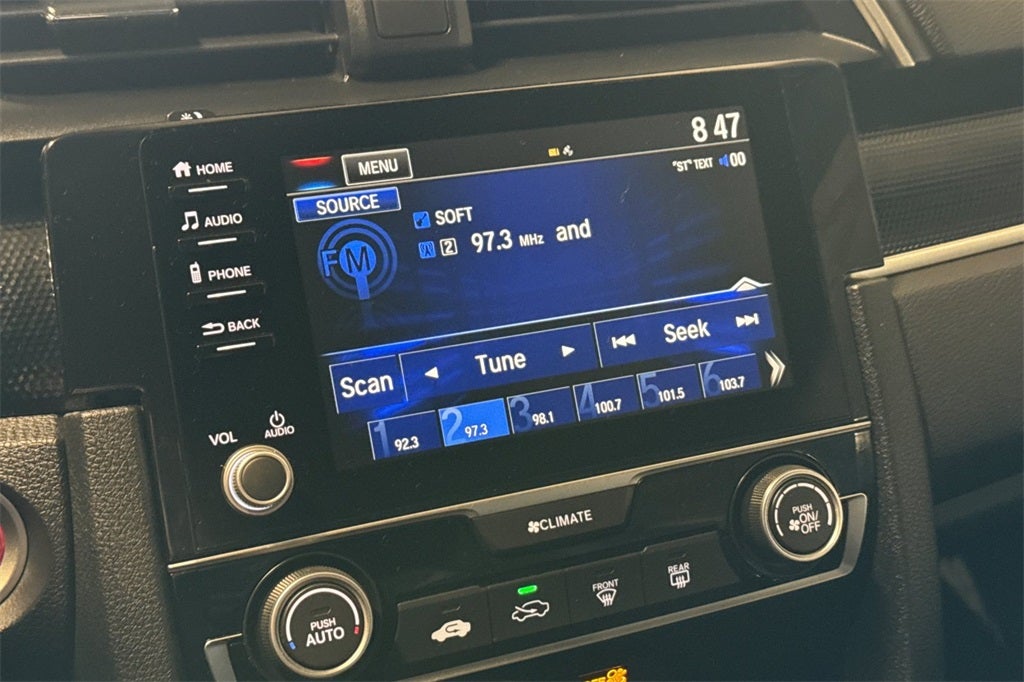 8 47
HOME
MENU
"ST" TEXT 00
SOURCE
AUDIO
SOFT
FM
2 97.3 MHz and
PHONE
BACK
Scan
Tune
Seek
1 92.3
2 97.3
3 98.1
4 100.7
5 101.5
6 103.7
VOL
AUDIO
CLIMATE
PUSH
ON/
OFF
PUSH
AUTO
FRONT
REAR